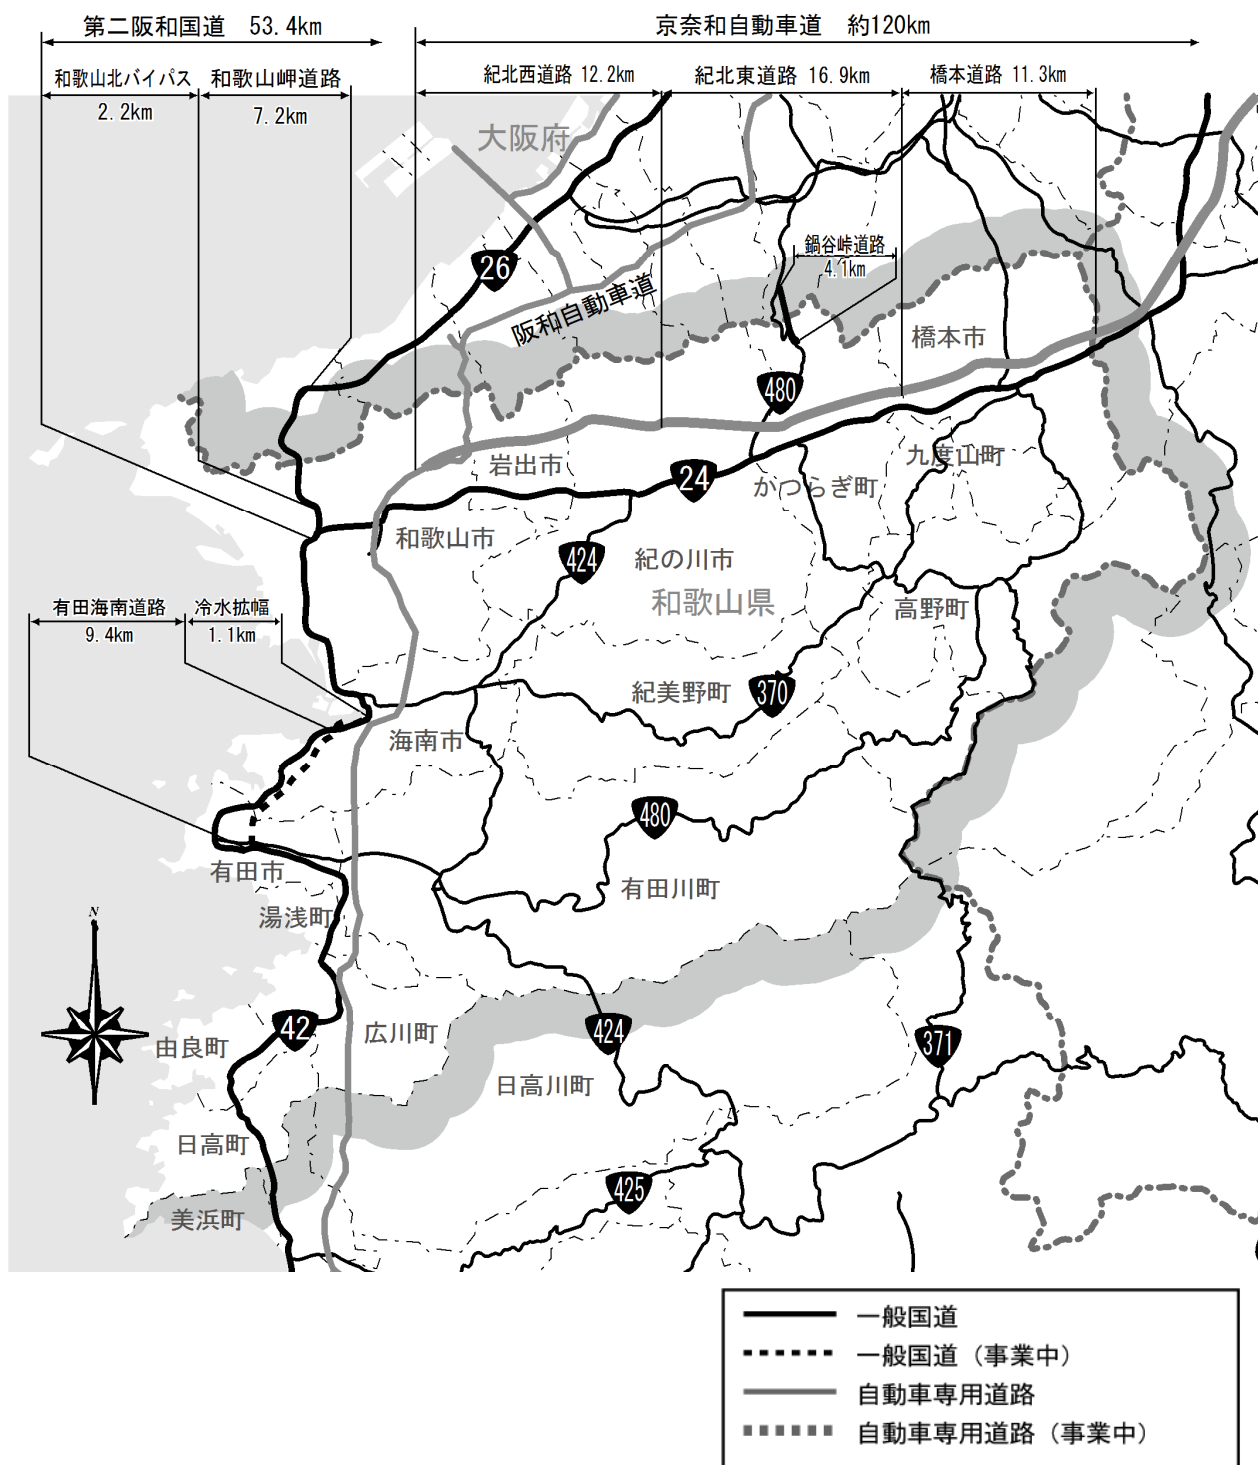 第二阪和国道　53.4km
京奈和自動車道　約120km
和歌山北バイパス
2.2km
和歌山岬道路
7.2km
紀北西道路 12.2km
紀北東道路 16.9km
橋本道路 11.3km
大阪府
鍋谷峠道路
4.1km
26
阪和自動車道
橋本市
480
岩出市
24
九度山町
かつらぎ町
和歌山市
424
紀の川市
和歌山県
高野町
有田海南道路
9.4km
冷水拡幅
1.1km
紀美野町
370
海南市
480
有田市
有田川町
湯浅町
N
42
広川町
424
371
由良町
日高川町
日高町
425
美浜町
一般国道
一般国道（事業中）
自動車専用道路
自動車専用道路（事業中）